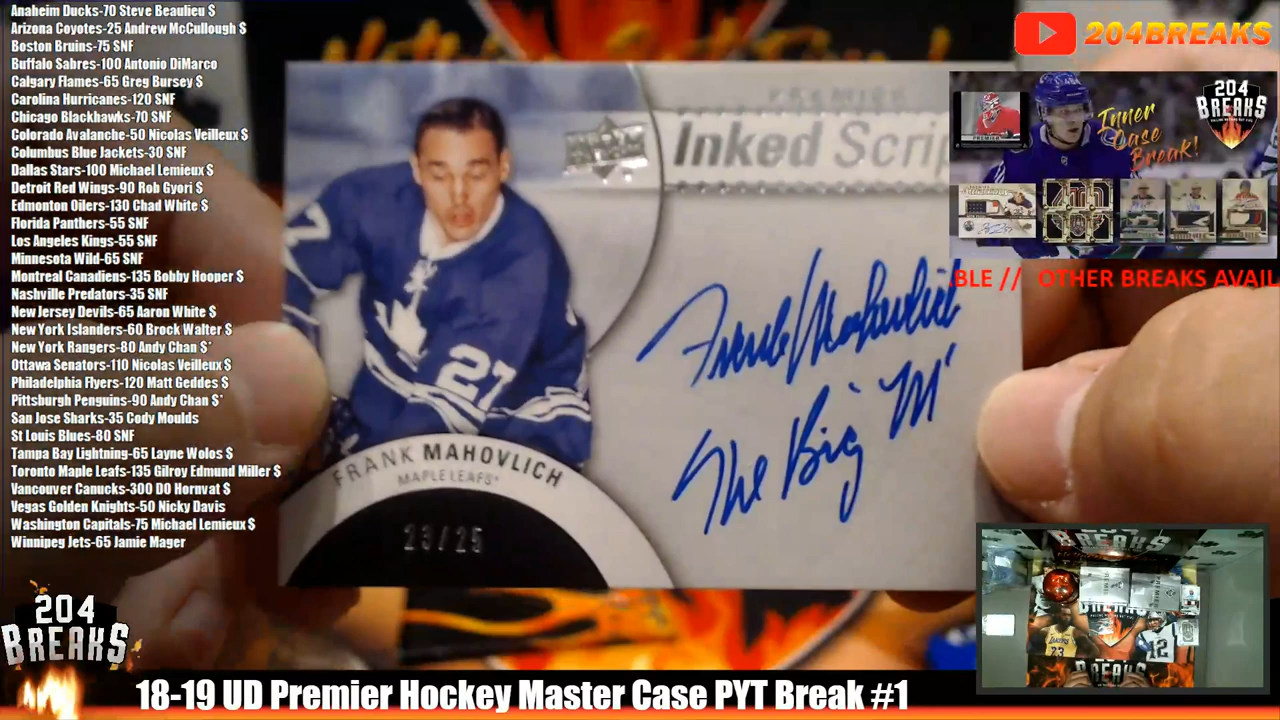 Anaheim Ducks-70 Steve Beaulieu $
Arizona Coyotes-25 Andrew McCullough $
Boston Bruins-75 SNF
Buffalo Sabres-100 Antonio DiMarco
Calgary Flames-65 Greg Bursey $
Carolina Hurricanes-120 SNF
Chicago Blackhawks-70 SNF
Colorado Avalanche-50 Nicolas Veilleux $
Columbus Blue Jackets-30 SNF
Dallas Stars-100 Michael Lemieux $
Detroit Red Wings-90 Rob Gyori $
Edmonton Oilers-130 Chad White $
Florida Panthers-55 SNF
Los Angeles Kings-55 SNF
Minnesota Wild-65 SNF
Montreal Canadiens-135 Bobby Hooper $
Nashville Predators-35 SNF
New Jersey Devils-65 Aaron White $
New York Islanders-60 Brock Walter $
New York Rangers-80 Andy Chan $*
Ottawa Senators-110 Nicolas Veilleux $
Philadelphia Flyers-120 Matt Geddes $
Pittsburgh Penguins-90 Andy Chan $*
San Jose Sharks-35 Cody Moulds
St Louis Blues-80 SNF
Tampa Bay Lightning-65 Layne Wolos $
Toronto Maple Leafs-135 Gilroy Edmund Miller $
Vancouver Canucks-300 DO Horvat $
Vegas Golden Knights-50 Nicky Davis
Washington Capitals-75 Michael Lemieux $
Winnipeg Jets-65 Jamie Mager
204
BREAKS
PREMIER
Inked Scrip
27
Frank Mahovlich
The Big 'M'
FRANK MAHOVLICH
MAPLE LEAFS
23/25
204BREAKS
Inner
Case
Break!
204
BREAKS
PREMIER
BLE // OTHER BREAKS AVAIL
204
BREAKS
12
18-19 UD Premier Hockey Master Case PYT Break #1